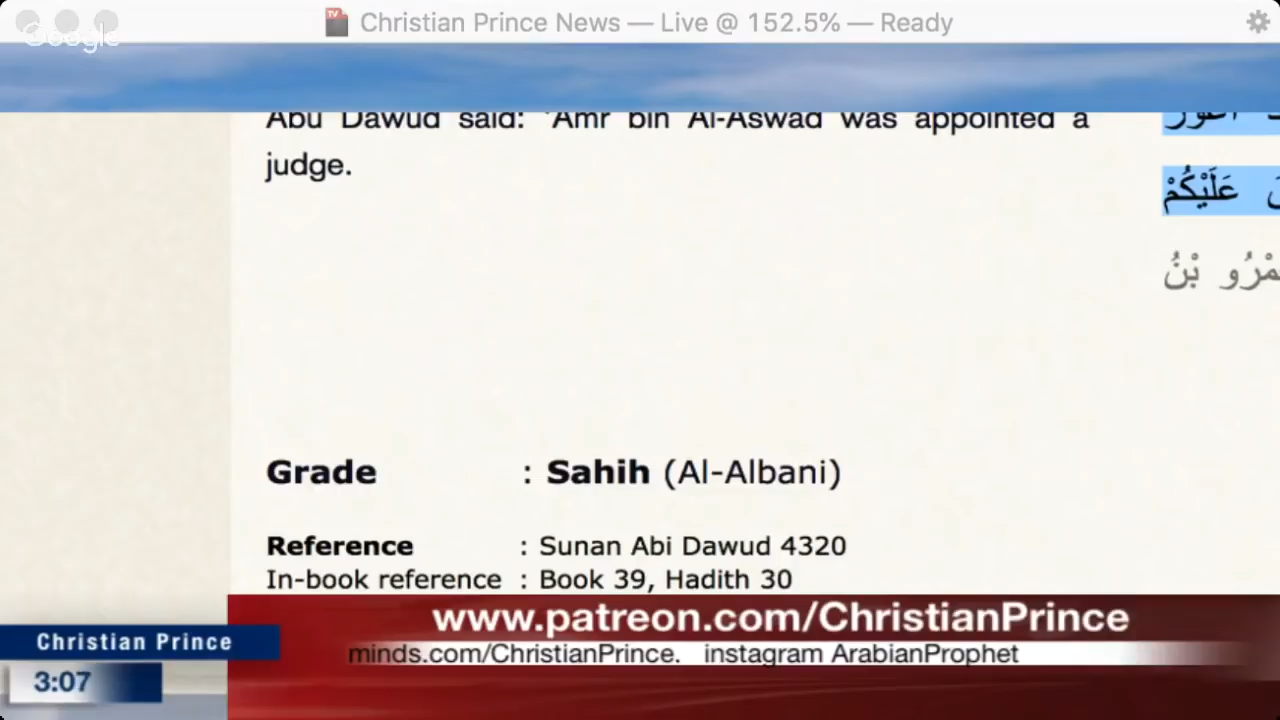 Christian Prince News — Live @ 152.5% — Ready
Google
Abu Dawud said: 'Amr bin Al-Aswad was appointed a
judge.
عَلَيْكُمْ
بْنُ
Grade : Sahih (Al-Albani)
Reference : Sunan Abi Dawud 4320
In-book reference : Book 39, Hadith 30
www.patreon.com/ChristianPrince
Christian Prince
minds.com/ChristianPrince. instagram ArabianProphet
3:07